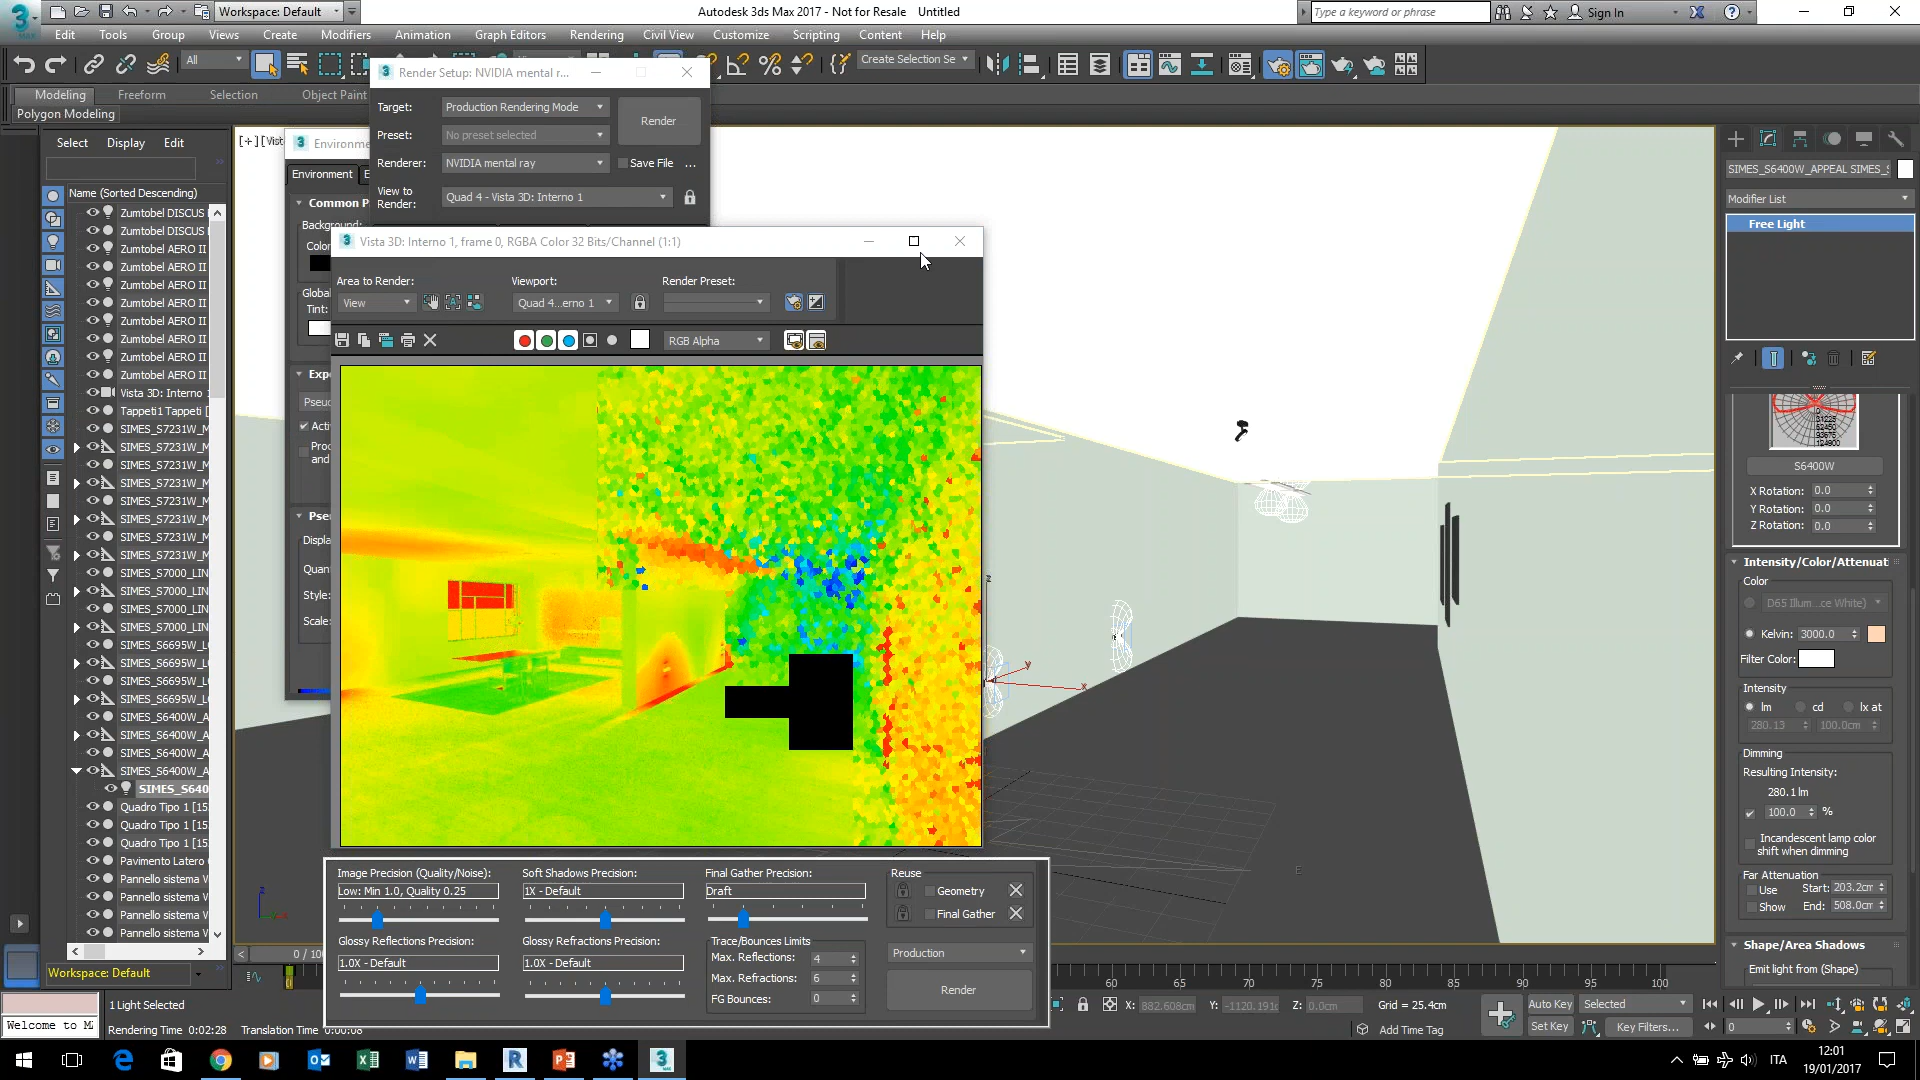 Workspace: Default
Autodesk 3ds Max 2017 - Not for Resale    Untitled
Type a keyword or phrase
Sign In
Edit Tools Group Views Create Modifiers Animation Graph Editors Rendering Civil View Customize Scripting Content Help
All
Create Selection Se
Modeling Freeform Selection Object Paint
Polygon Modeling
Render Setup: NVIDIA mental r...
Target: Production Rendering Mode
Render
Preset: No preset selected
Renderer: NVIDIA mental ray
Save File ...
View to
Render: Quad 4 - Vista 3D: Interno 1
Select Display Edit
Name (Sorted Descending)
Zumtobel DISCUS
Zumtobel DISCUS
Zumtobel AERO II
Zumtobel AERO II
Zumtobel AERO II
Zumtobel AERO II
Zumtobel AERO II
Zumtobel AERO II
Zumtobel AERO II
Zumtobel AERO II
Vista 3D: Interno
Tappeti1 Tappeti [
SIMES_S7231W_M
SIMES_S7231W_M
SIMES_S7231W_M
SIMES_S7231W_M
SIMES_S7231W_M
SIMES_S7231W_M
SIMES_S7231W_M
SIMES_S7231W_M
SIMES_S7000_LIN
SIMES_S7000_LIN
SIMES_S7000_LIN
SIMES_S7000_LIN
SIMES_S6695W_L
SIMES_S6695W_L
SIMES_S6695W_L
SIMES_S6695W_L
SIMES_S6400W_A
SIMES_S6400W_A
SIMES_S6400W_A
SIMES_S6400W_A
SIMES_S640
Quadro Tipo 1 [15
Quadro Tipo 1 [15
Quadro Tipo 1 [15
Pavimento Latero
Pannello sistema V
Pannello sistema V
Pannello sistema V
Pannello sistema V
Workspace: Default
[+][Vist
Environme
Environment E
Common P
Background:
Color
Global
Tint:
Expo
Pseud
Acti
Proc
and
Pseu
Displa
Quan
Style:
Scale:
Vista 3D: Interno 1, frame 0, RGBA Color 32 Bits/Channel (1:1)
Area to Render:
View
Viewport:
Quad 4...erno 1
Render Preset:
RGB Alpha
Image Precision (Quality/Noise):
Low: Min 1.0, Quality 0.25
Soft Shadows Precision:
1X - Default
Final Gather Precision:
Draft
Reuse
Geometry
Final Gather
Glossy Reflections Precision:
1.0X - Default
Glossy Refractions Precision:
1.0X - Default
Trace/Bounces Limits
Max. Reflections: 4
Max. Refractions: 6
FG Bounces: 0
Production
Render
z
y
x
E
SIMES_S6400W_APPEAL SIMES_S
Modifier List
Free Light
0
31225
62450
93675
124900
S6400W
X Rotation: 0.0
Y Rotation: 0.0
Z Rotation: 0.0
Intensity/Color/Attenuat
Color
D65 Illum...ce White)
Kelvin: 3000.0
Filter Color:
Intensity
lm cd lx at
280.13 100.0cm
Dimming
Resulting Intensity:
280.1 lm
100.0 %
Incandescent lamp color
shift when dimming
Far Attenuation
Use Start: 203.2cm
Show End: 508.0cm
Shape/Area Shadows
Emit light from (Shape)
0 / 100
60 65 70 75 80 85 90 95 100
1 Light Selected
Welcome to M
Rendering Time 0:02:28 Translation Time 0:00:08
X: 882.608cm Y: -1120.191c Z: 0.0cm Grid = 25.4cm
Add Time Tag
Auto Key Selected
Set Key Key Filters...
0
ITA
12:01
19/01/2017